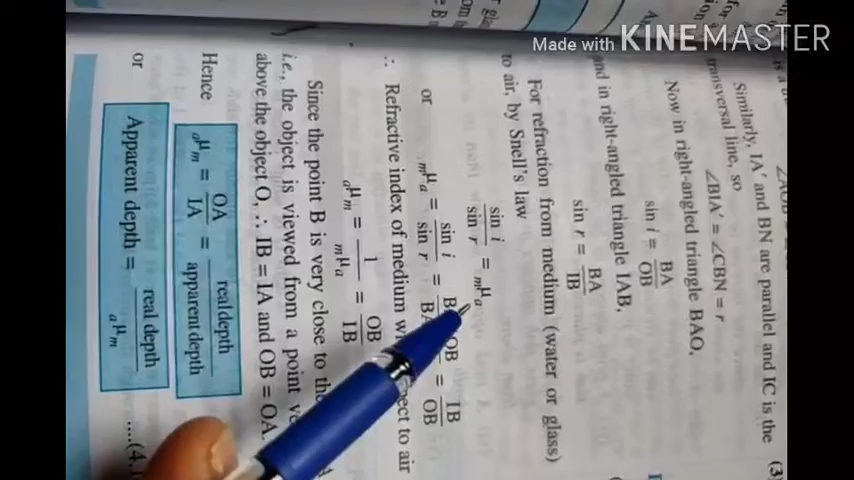 Made with KINEMASTER
Similarly, IA' and BN are parallel and IC is the
transversal line, so
∠BIA' = ∠CBN = r
Now in right-angled triangle BAO,
sin i = BA/OB
and in right-angled triangle IAB,
sin r = BA/IB
For refraction from medium (water or glass)
to air, by Snell's law
sin i/sin r = mμa
or mμa = sin i/sin r = OB = IB/OB
∴ Refractive index of medium to air
aμm = 1/mμa = OB/IB
Since the point B is very close to the
i.e., the object is viewed from a point
above the object O, ∴ IB = IA and OB = OA.
Hence aμm = OA/IA = real depth/apparent depth
or Apparent depth = real depth/aμm ....(4.